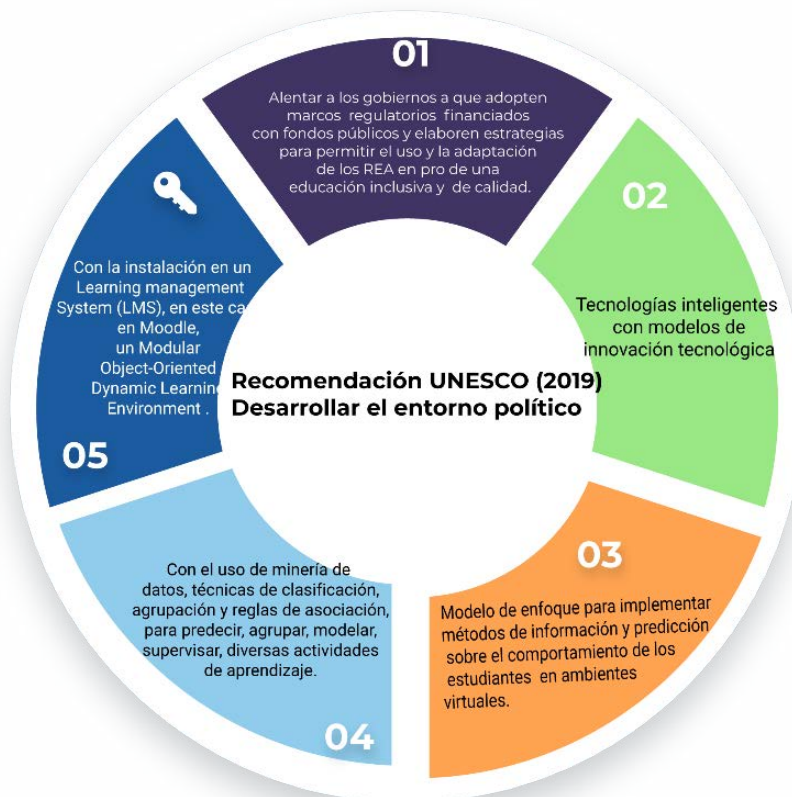 01
Alentar a los gobiernos a que adopten
marcos regulatorios financiados
con fondos públicos y elaboren estrategias
para permitir el uso y la adaptación
de los REA en pro de una
educación inclusiva y de calidad.
02
Tecnologías inteligentes
con modelos de
innovación tecnológica
03
Modelo de enfoque para implementar
métodos de información y predicción
sobre el comportamiento de los
estudiantes en ambientes
virtuales.
Con el uso de minería de
datos, técnicas de clasificación,
agrupación y reglas de asociación,
para predecir, agrupar, modelar,
supervisar, diversas actividades
de aprendizaje.
04
Con la instalación en un
Learning management
System (LMS), en este ca
en Moodle,
un Modular
Object-Oriented
Dynamic Learning
Environment .
05
Recomendación UNESCO (2019)
Desarrollar el entorno político